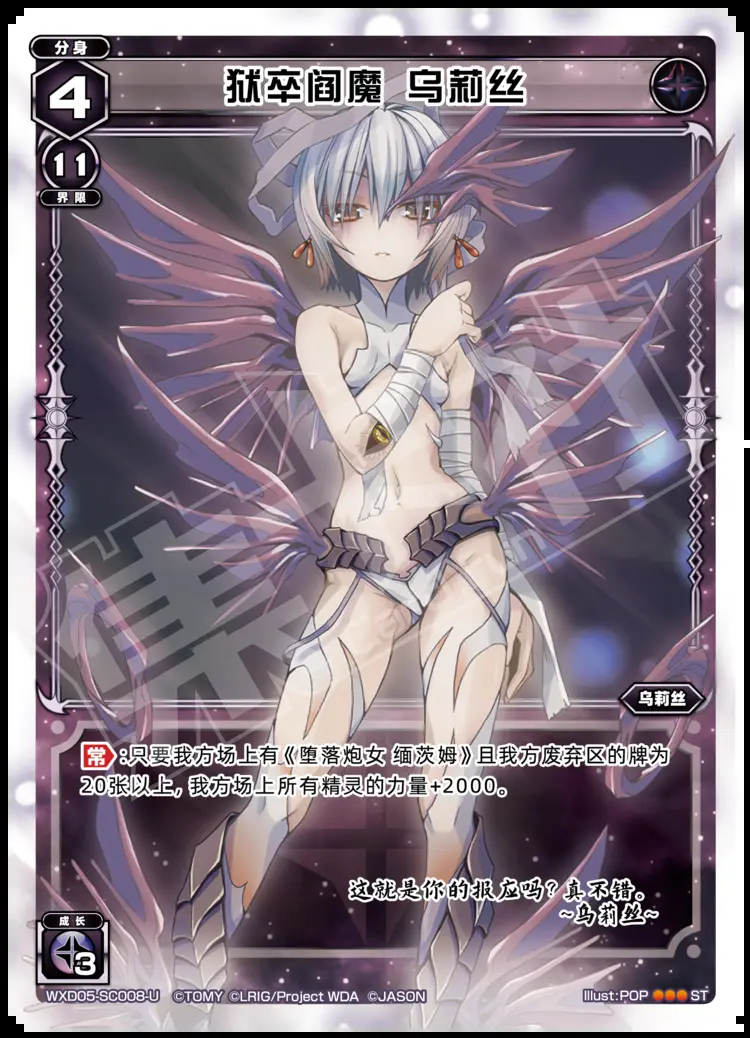 分身
4
狱卒阎魔 乌莉丝
11
界限
集换社
乌莉丝
常:只要我方场上有《堕落炮女 缅茨姆》且我方废弃区的牌为
20张以上, 我方场上所有精灵的力量+2000。
这就是你的报应吗？真不错。
~乌莉丝~
成长
3
WXD05-SC008-U ©TOMY ©LRIG/Project WDA ©JASON
Illust:POP ST